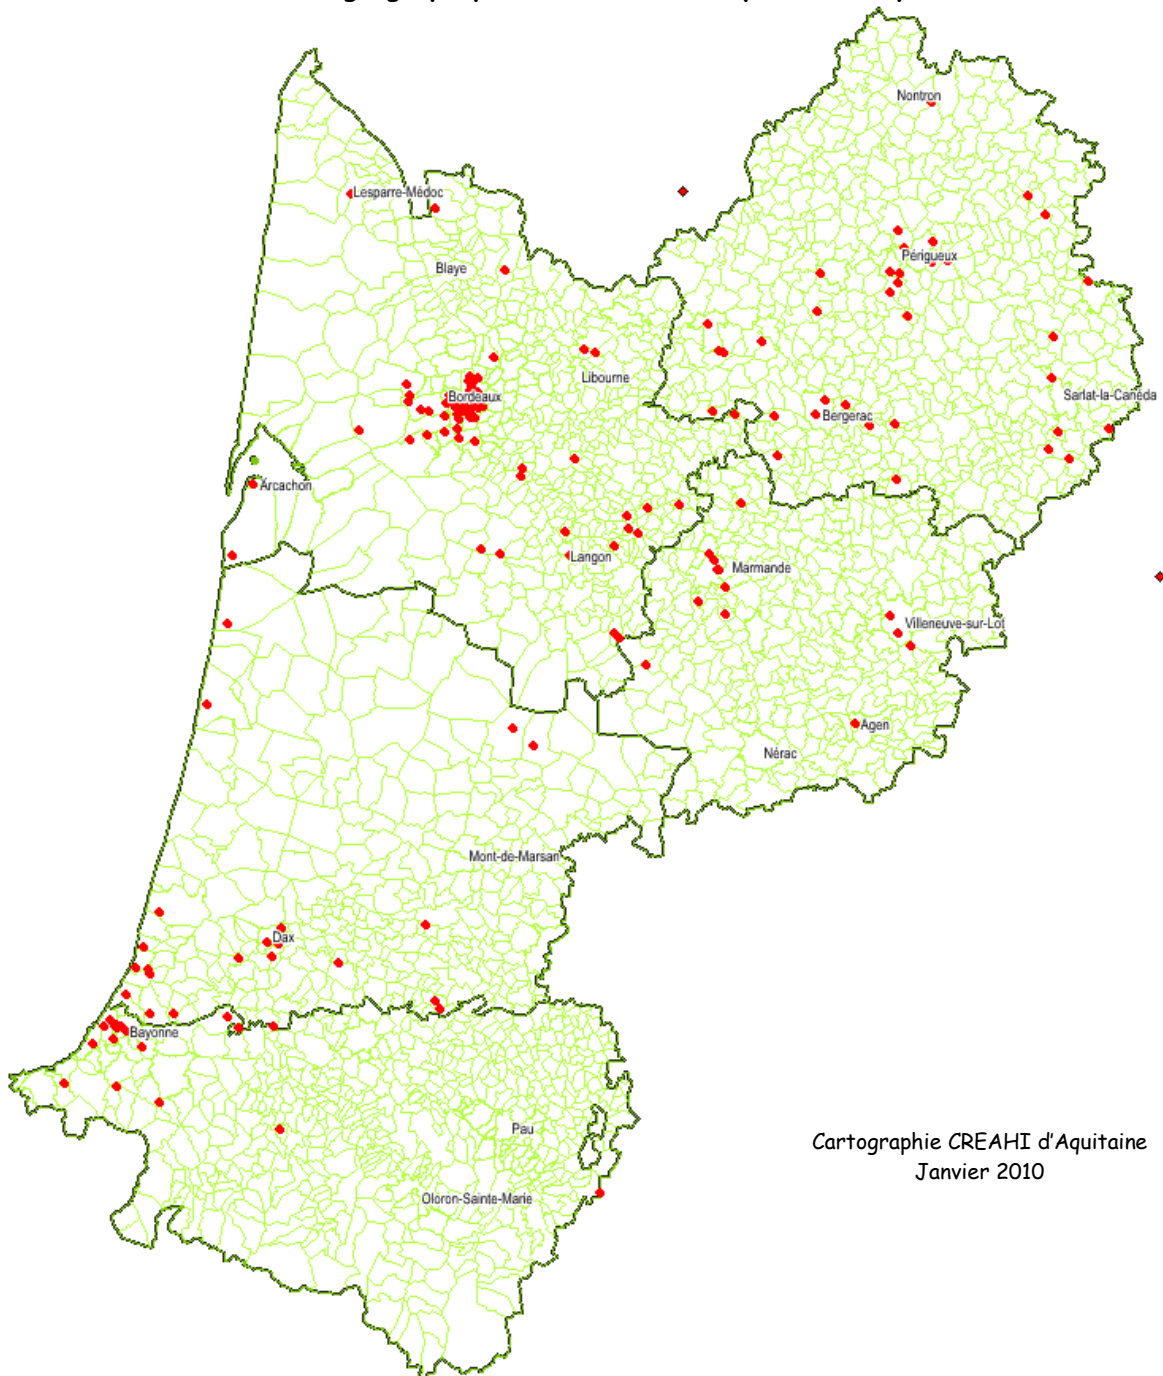 Nontron
Lesparre-Médoc
Périgueux
Blaye
Libourne
Bordeaux
Sarlat-la-Canéda
Bergerac
Arcachon
Langon
Marmande
Villeneuve-sur-Lot
Agen
Nérac
Mont-de-Marsan
Dax
Bayonne
Pau
Cartographie CREAHI d'Aquitaine
Janvier 2010
Oloron-Sainte-Marie